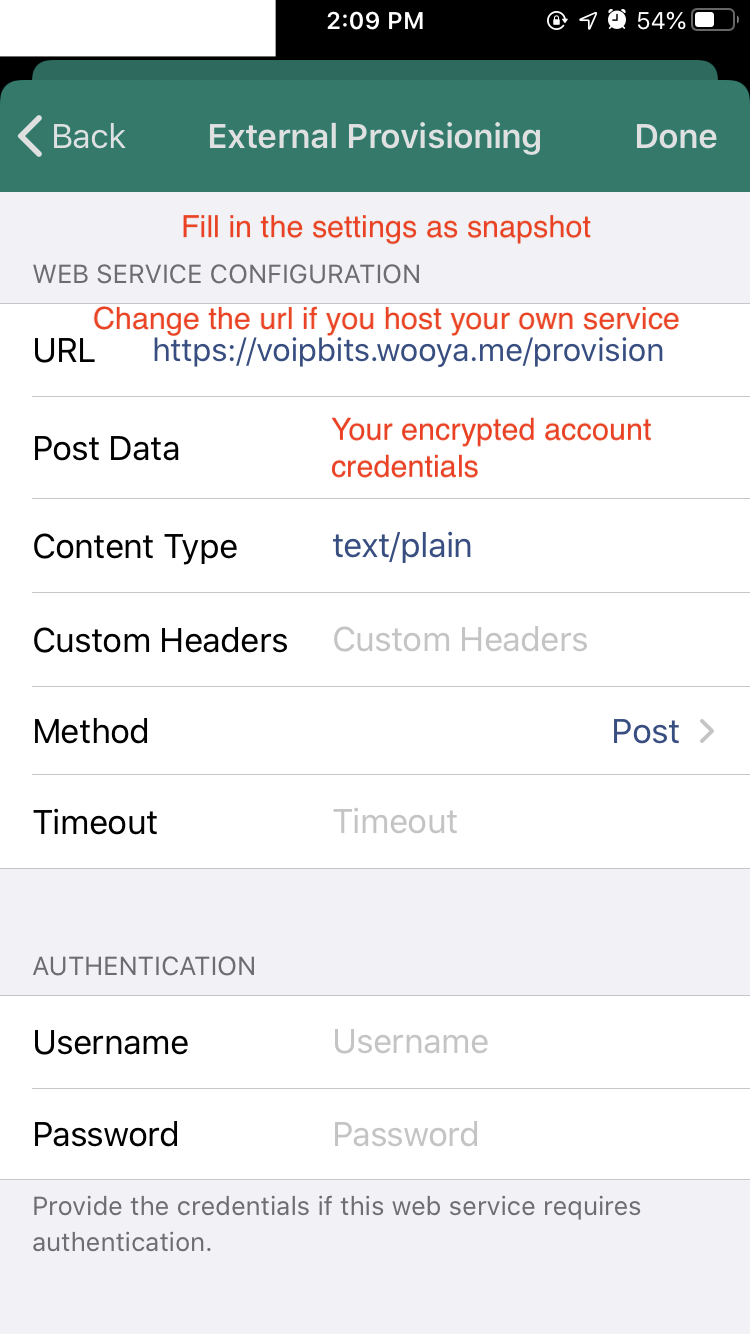 2:09 PM 54%
Back External Provisioning Done
Fill in the settings as snapshot
WEB SERVICE CONFIGURATION
Change the url if you host your own service
URL https://voipbits.wooya.me/provision
Post Data Your encrypted account
credentials
Content Type text/plain
Custom Headers Custom Headers
Method Post
Timeout Timeout
AUTHENTICATION
Username Username
Password Password
Provide the credentials if this web service requires
authentication.